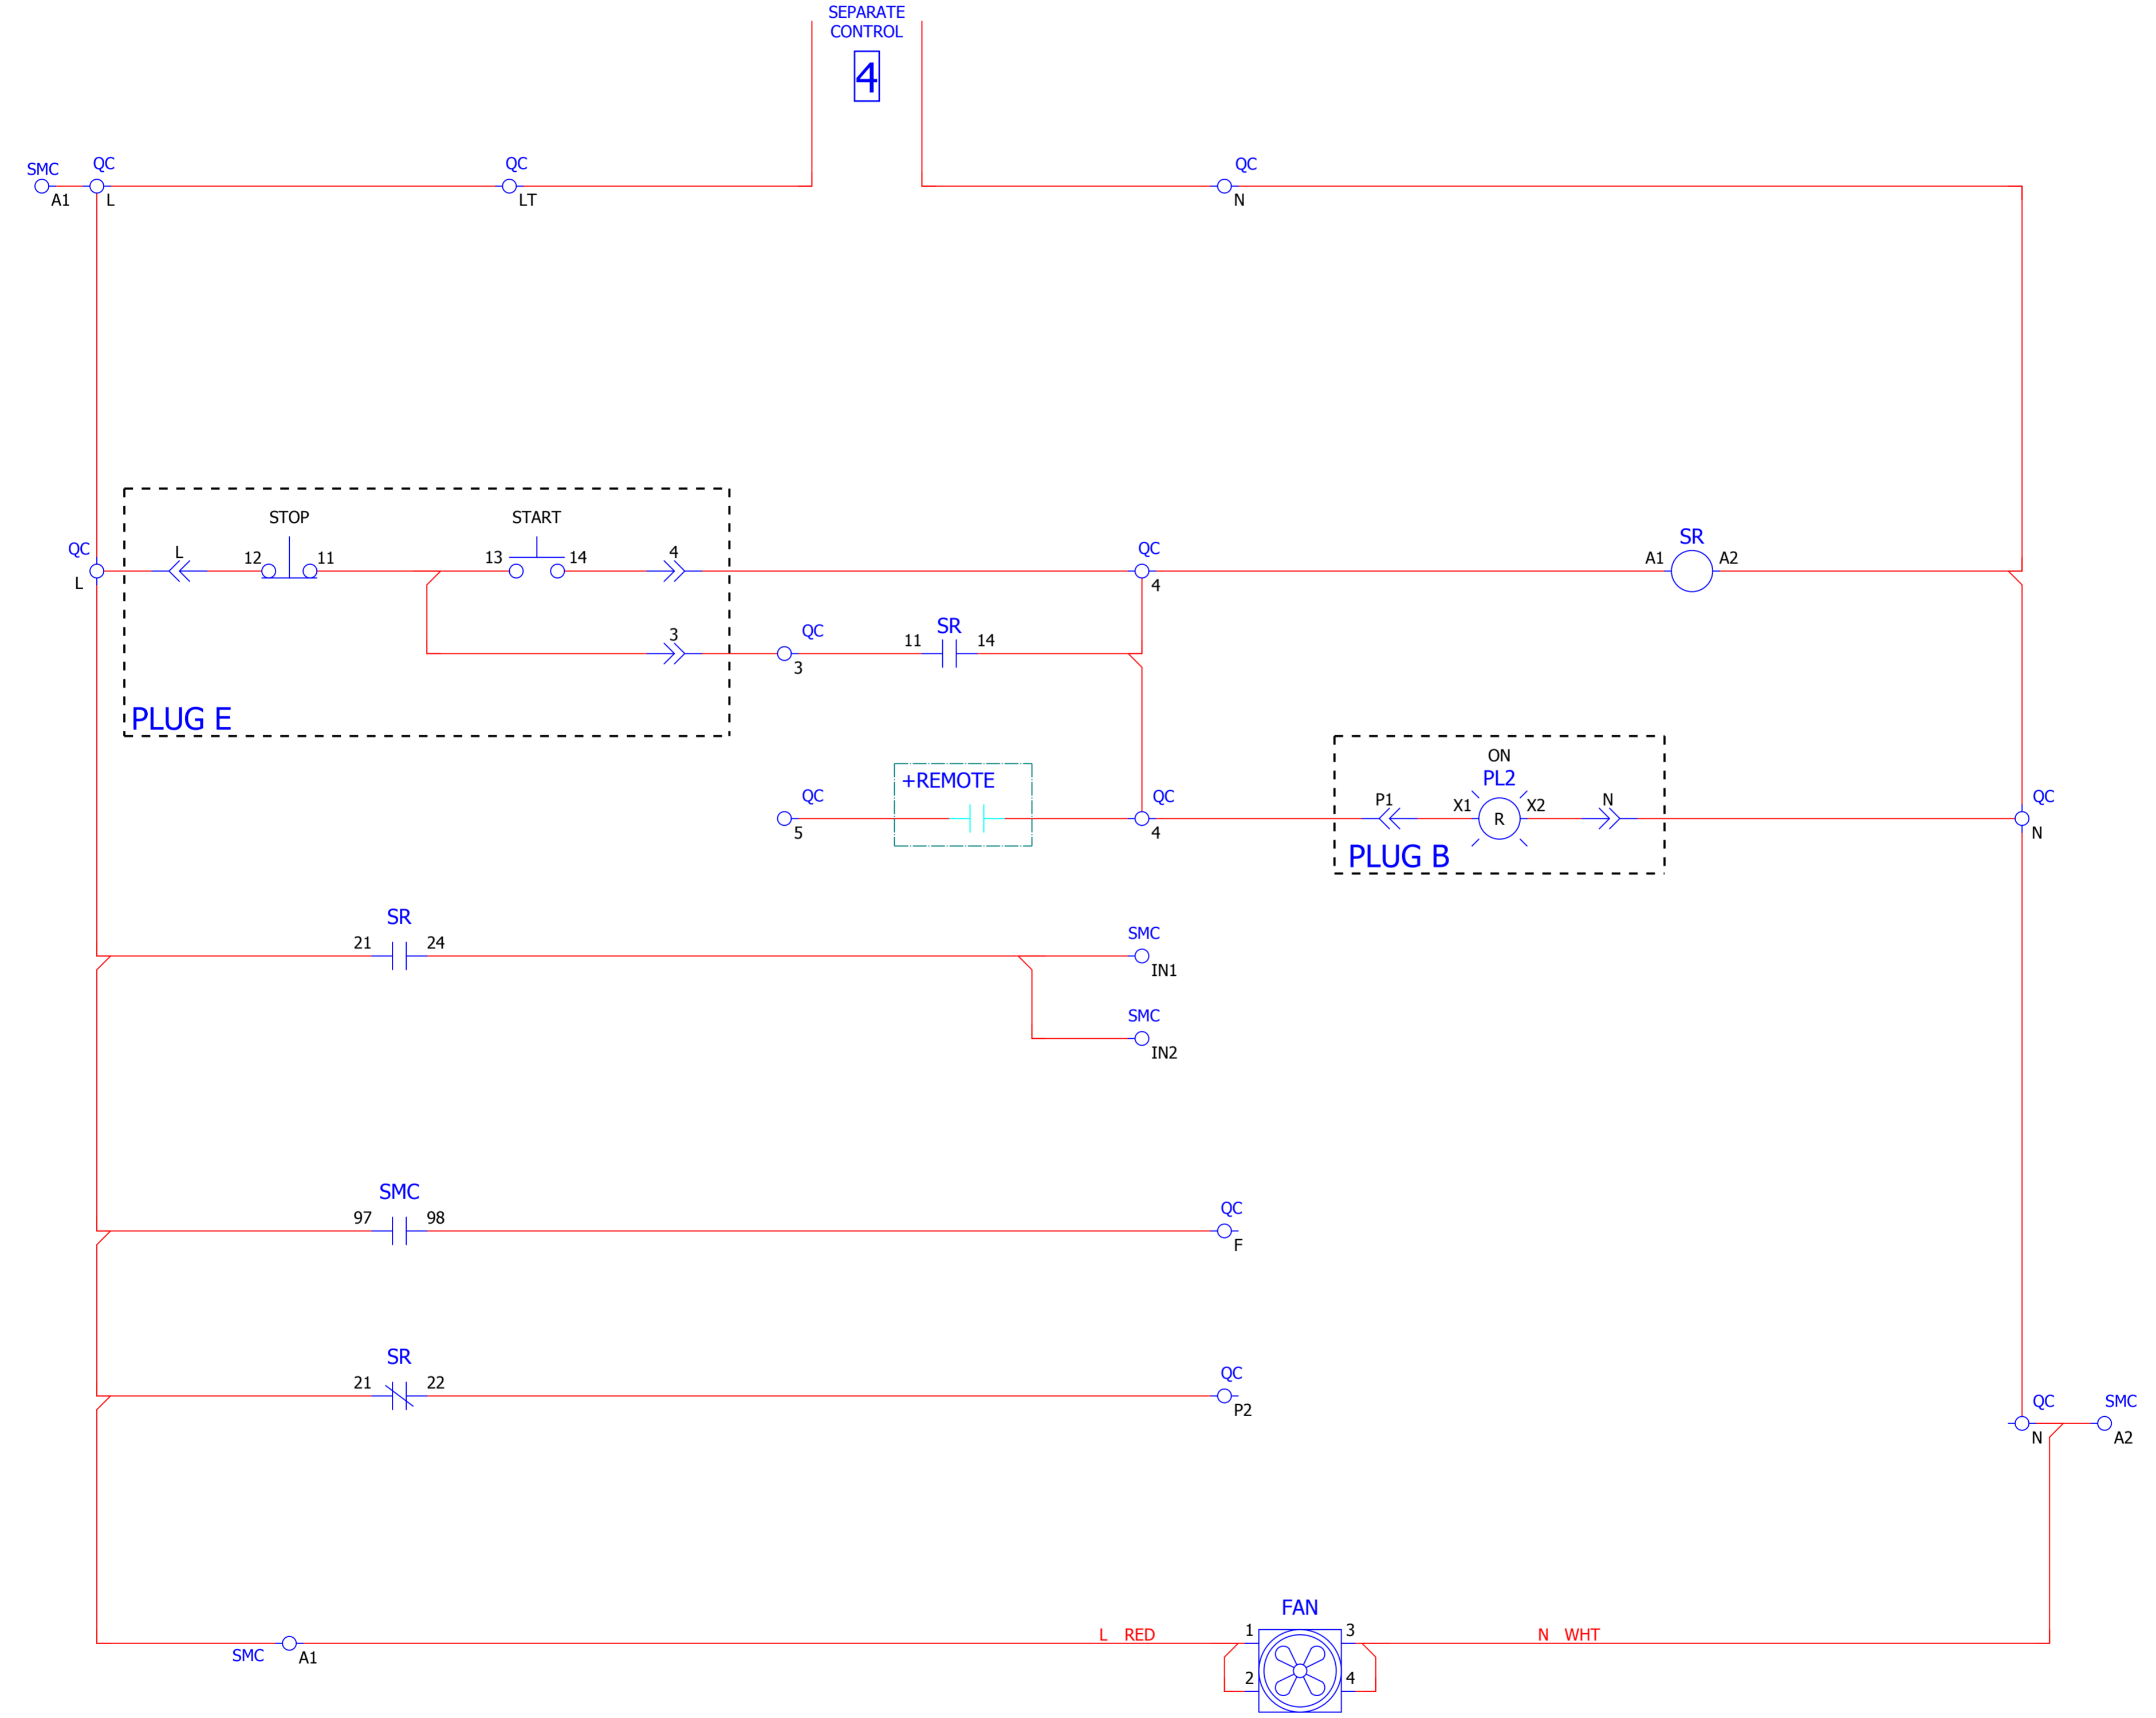 SEPARATE
CONTROL
4
SMC
A1
QC
L
QC
LT
QC
N
QC
L
L
STOP
12
11
START
13
14
4
3
PLUG E
QC
4
SR
A1
A2
QC
3
SR
11
14
QC
5
+REMOTE
QC
4
ON
PL2
P1
X1
R
X2
N
PLUG B
QC
N
SR
21
24
SMC
IN1
SMC
IN2
SMC
97
98
QC
F
SR
21
22
QC
P2
QC
N
SMC
A2
SMC
A1
L RED
FAN
1
2
3
4
N WHT